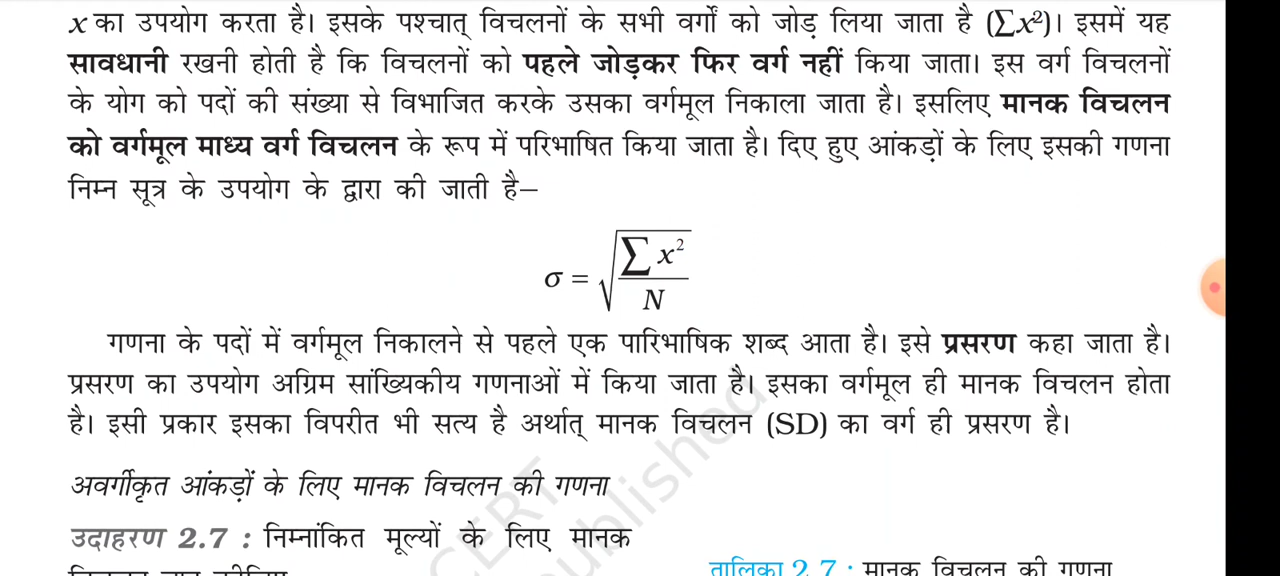 x का उपयोग करता है। इसके पश्चात् विचलनों के सभी वर्गों को जोड़ लिया जाता है (∑x²)। इसमें यह
सावधानी रखनी होती है कि विचलनों को पहले जोड़कर फिर वर्ग नहीं किया जाता। इस वर्ग विचलनों
के योग को पदों की संख्या से विभाजित करके उसका वर्गमूल निकाला जाता है। इसलिए मानक विचलन
को वर्गमूल माध्य वर्ग विचलन के रूप में परिभाषित किया जाता है। दिए हुए आंकड़ों के लिए इसकी गणना
निम्न सूत्र के उपयोग के द्वारा की जाती है–
σ = √(∑ x² / N)
गणना के पदों में वर्गमूल निकालने से पहले एक पारिभाषिक शब्द आता है। इसे प्रसरण कहा जाता है।
प्रसरण का उपयोग अग्रिम सांख्यिकीय गणनाओं में किया जाता है। इसका वर्गमूल ही मानक विचलन होता
है। इसी प्रकार इसका विपरीत भी सत्य है अर्थात् मानक विचलन (SD) का वर्ग ही प्रसरण है।
अवर्गीकृत आंकड़ों के लिए मानक विचलन की गणना
उदाहरण 2.7 : निम्नांकित मूल्यों के लिए मानक
तालिका 2.7 : मानक विचलन की गणना
NCERT
published